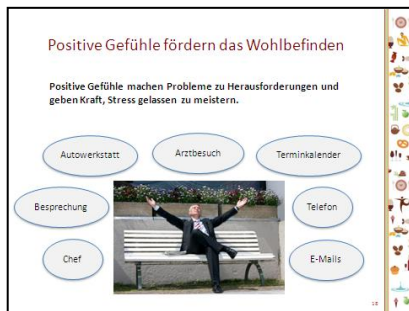 Positive Gefühle fördern das Wohlbefinden
Positive Gefühle machen Probleme zu Herausforderungen und
geben Kraft, Stress gelassen zu meistern.
Autowerkstatt
Arztbesuch
Terminkalender
Besprechung
Telefon
Chef
E-Mails